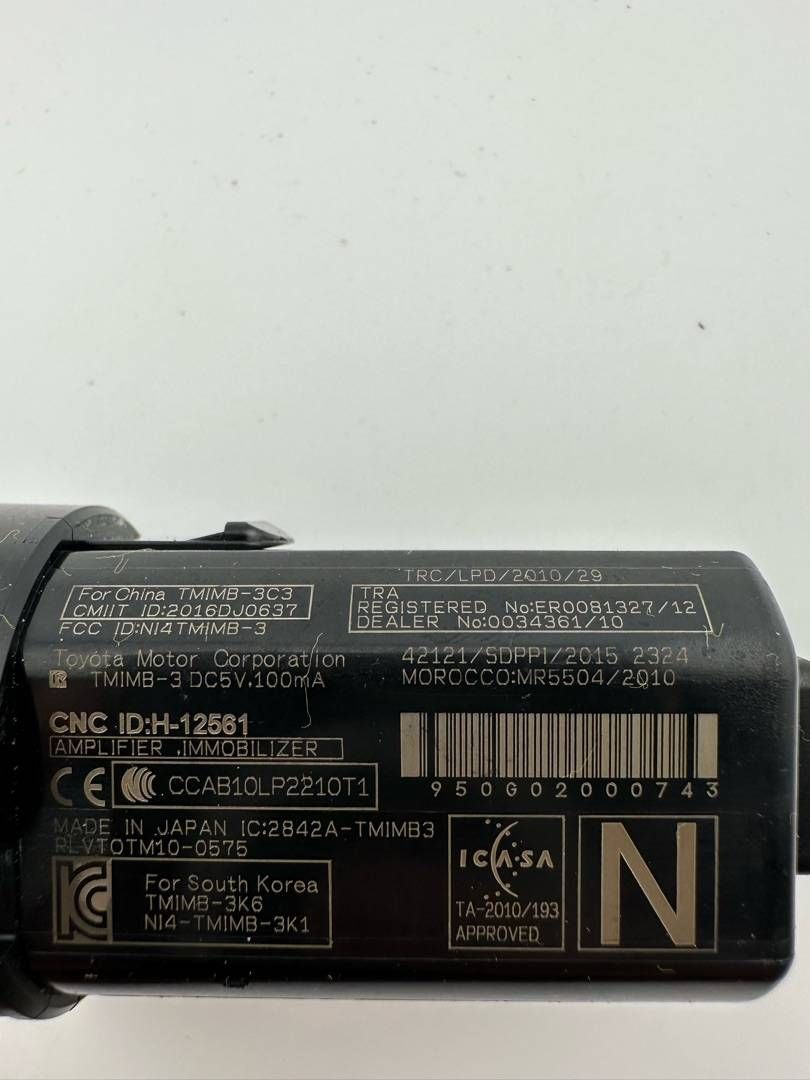 TRC/LPD/2010/29
For China TMIMB-3C3
CMIIT ID:2016DJ0637
FCC ID:NI4TMIMB-3
TRA
REGISTERED No:ER0081327/12
DEALER No:0034361/10
Toyota Motor Corporation
TMIMB-3 DC5V,100mA
42121/SDPPI/2015 2324
MOROCCO:MR5504/2010
CNC ID:H-12561
AMPLIFIER ,IMMOBILIZER
CE CCAB10LP2210T1
950G02000743
MADE IN JAPAN IC:2842A-TMIMB3
RLVTOTM10-0575
KC
For South Korea
TMIMB-3K6
NI4-TMIMB-3K1
ICASA
TA-2010/193
APPROVED
N